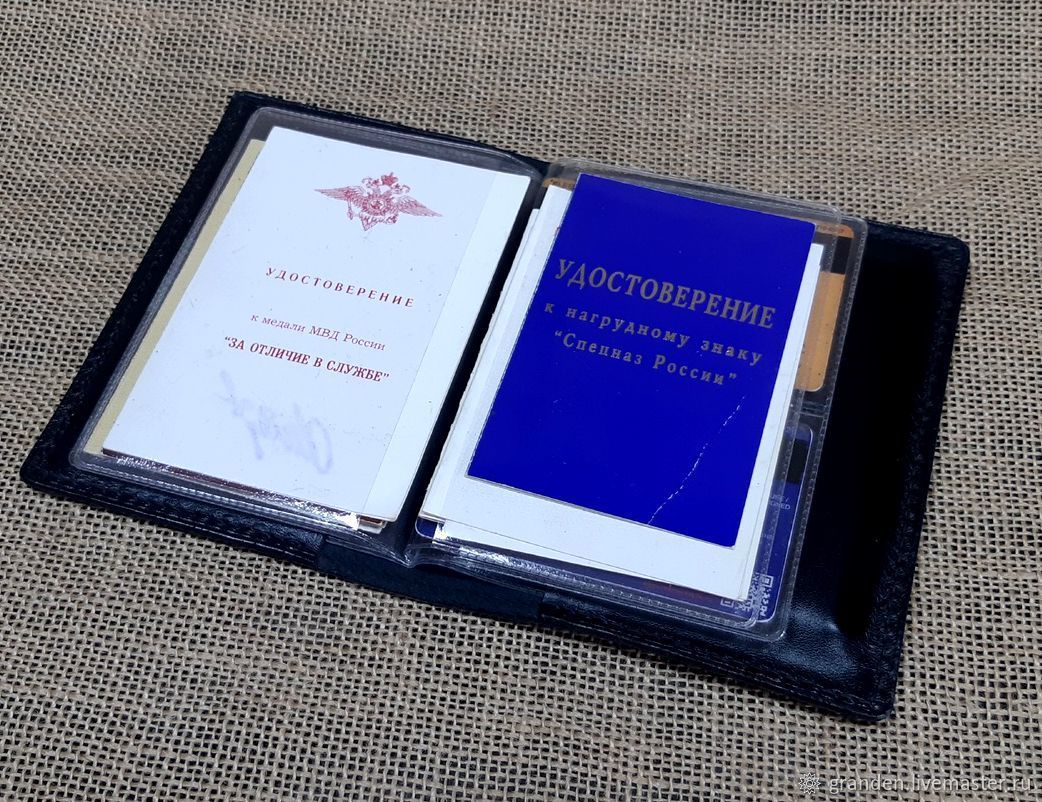 УДОСТОВЕРЕНИЕ
к медали МВД России
"ЗА ОТЛИЧИЕ В СЛУЖБЕ"
УДОСТОВЕРЕНИЕ
к нагрудному знаку
"Спецназ России"
granden.livemaster.ru